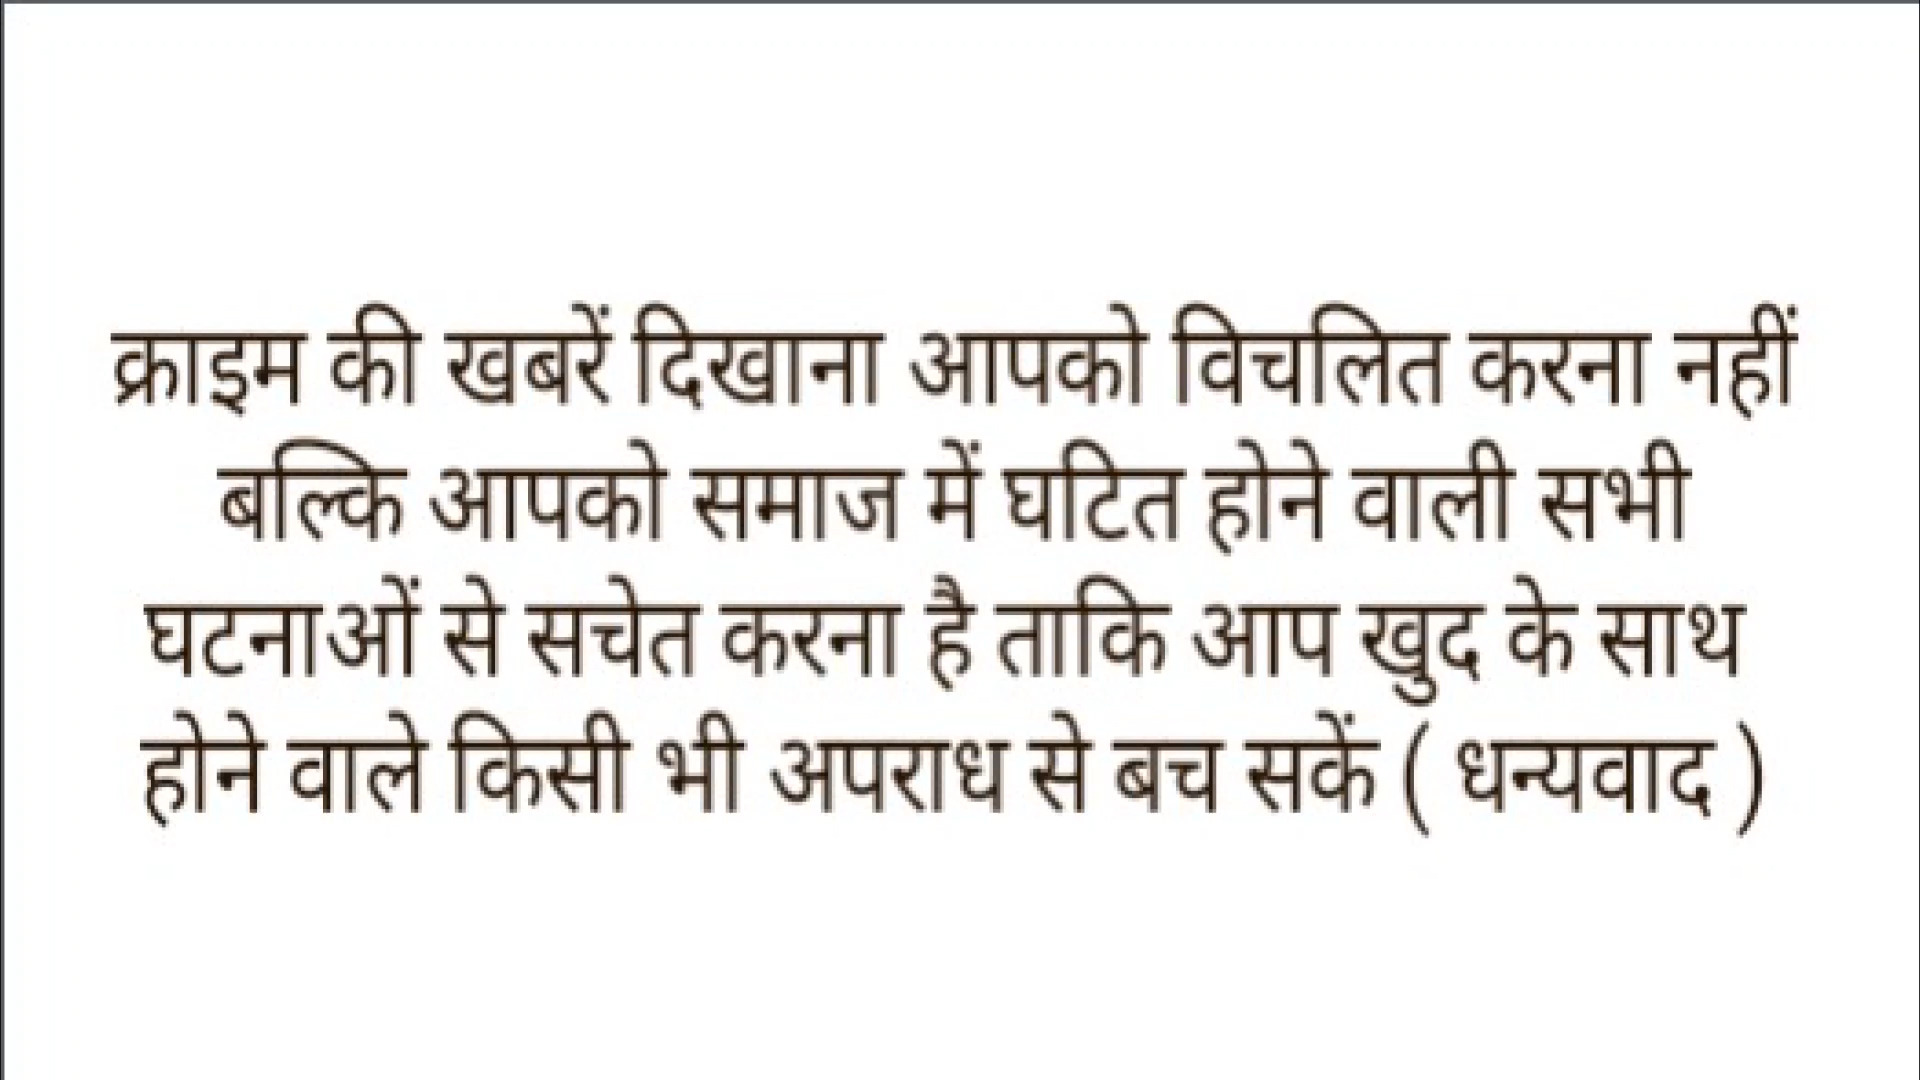 क्राइम की खबरें दिखाना आपको विचलित करना नहीं
बल्कि आपको समाज में घटित होने वाली सभी
घटनाओं से सचेत करना है ताकि आप खुद के साथ
होने वाले किसी भी अपराध से बच सकें ( धन्यवाद )